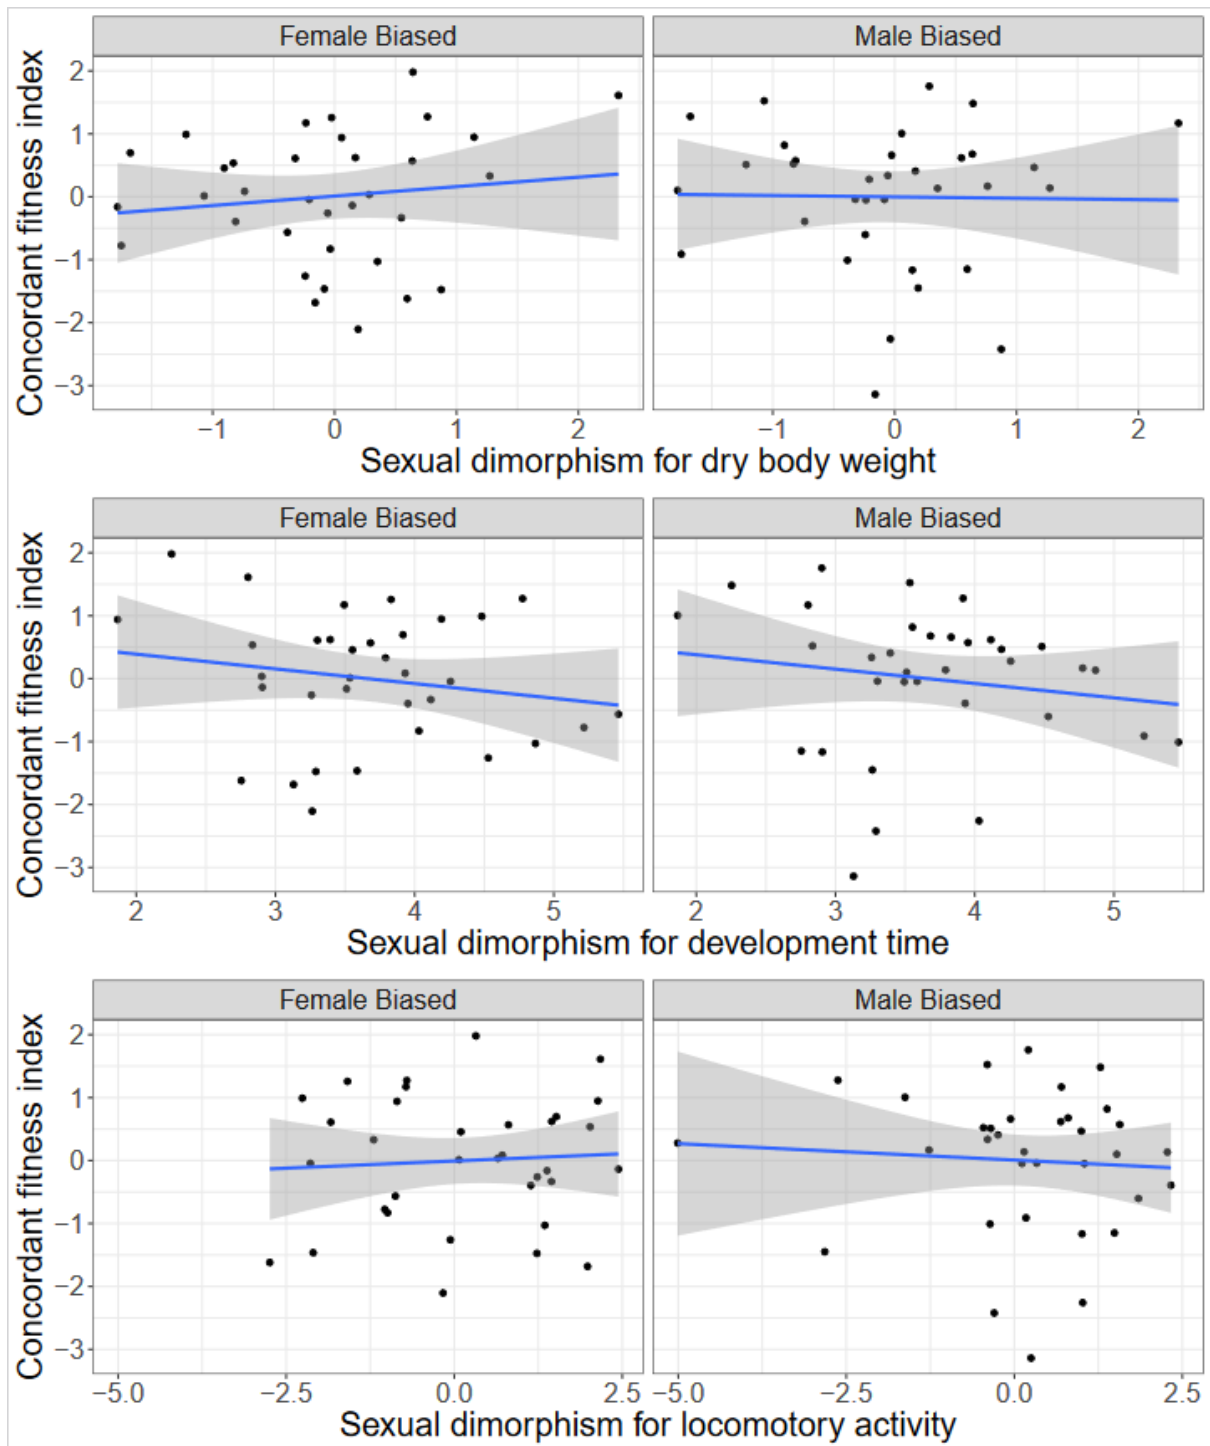 Female Biased Male Biased
Concordant fitness index
2
1
0
−1
−2
−3
−1 0 1 2 −1 0 1 2
Sexual dimorphism for dry body weight
Female Biased Male Biased
Concordant fitness index
2
1
0
−1
−2
−3
2 3 4 5 2 3 4 5
Sexual dimorphism for development time
Female Biased Male Biased
Concordant fitness index
2
1
0
−1
−2
−3
−5.0 −2.5 0.0 2.5 −5.0 −2.5 0.0 2.5
Sexual dimorphism for locomotory activity